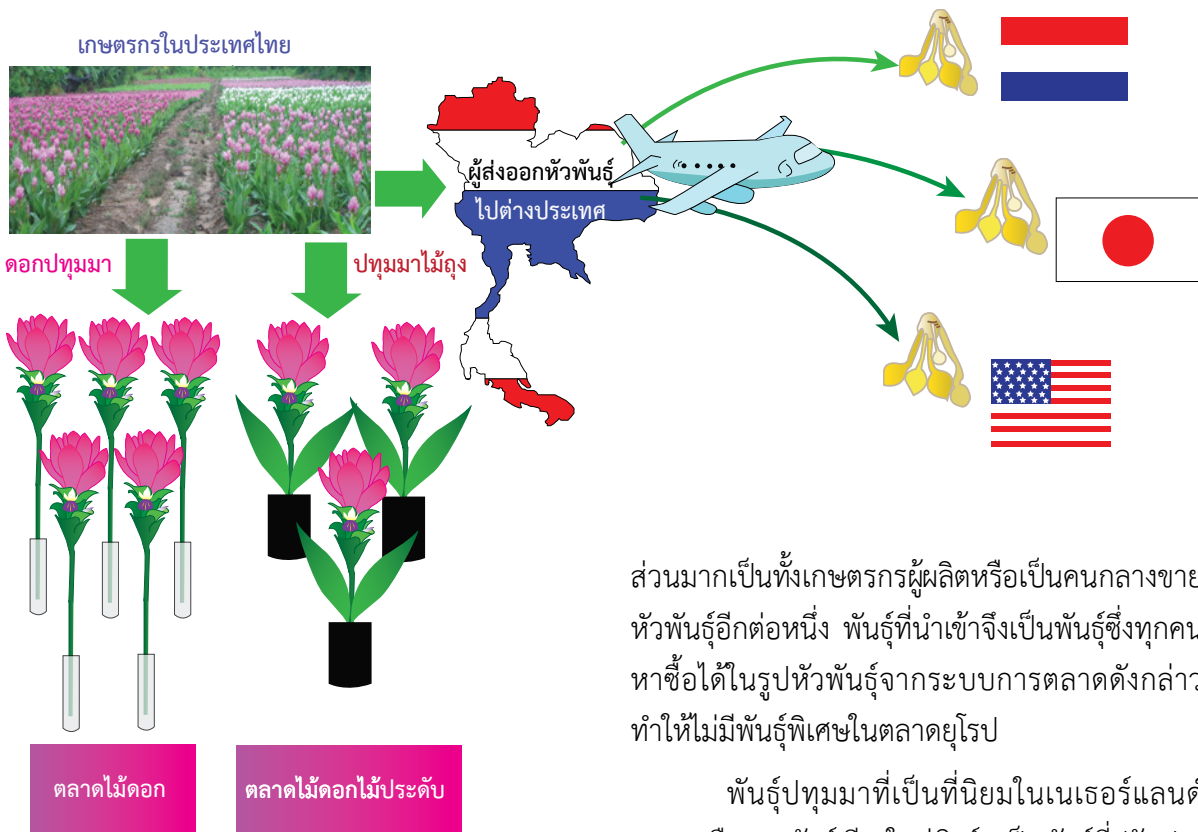 เกษตรกรในประเทศไทย
ผู้ส่งออกหัวพันธุ์
ไปต่างประเทศ
ดอกปทุมมา
ปทุมมาไม้ถุง
ตลาดไม้ดอก
ตลาดไม้ดอกไม้ประดับ
ส่วนมากเป็นทั้งเกษตรกรผู้ผลิตหรือเป็นคนกลางขาย
หัวพันธุ์อีกต่อหนึ่ง พันธุ์ที่นำเข้าจึงเป็นพันธุ์ซึ่งทุกคน
หาซื้อได้ในรูปหัวพันธุ์จากระบบการตลาดดังกล่าว
ทำให้ไม่มีพันธุ์พิเศษในตลาดยุโรป
พันธุ์ปทุมมาที่เป็นที่นิยมในเนเธอร์แลนด์